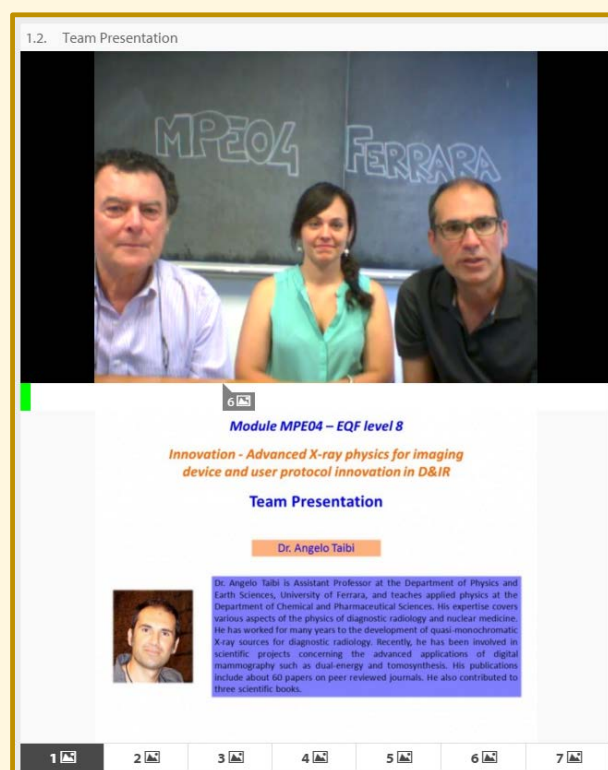 1.2. Team Presentation
MPE04 FERRARA
6
Module MPE04 – EQF level 8
Innovation - Advanced X-ray physics for imaging
device and user protocol innovation in D&IR
Team Presentation
Dr. Angelo Taibi
Dr. Angelo Taibi is Assistant Professor at the Department of Physics and
Earth Sciences, University of Ferrara, and teaches applied physics at the
Department of Chemical and Pharmaceutical Sciences. His expertise covers
various aspects of the physics of diagnostic radiology and nuclear medicine.
He has worked for many years to the development of quasi-monochromatic
X-ray sources for diagnostic radiology. Recently, he has been involved in
scientific projects concerning the advanced applications of digital
mammography such as dual-energy and tomosynthesis. His publications
include about 60 papers on peer reviewed journals. He also contributed to
three scientific books.
1 2 3 4 5 6 7